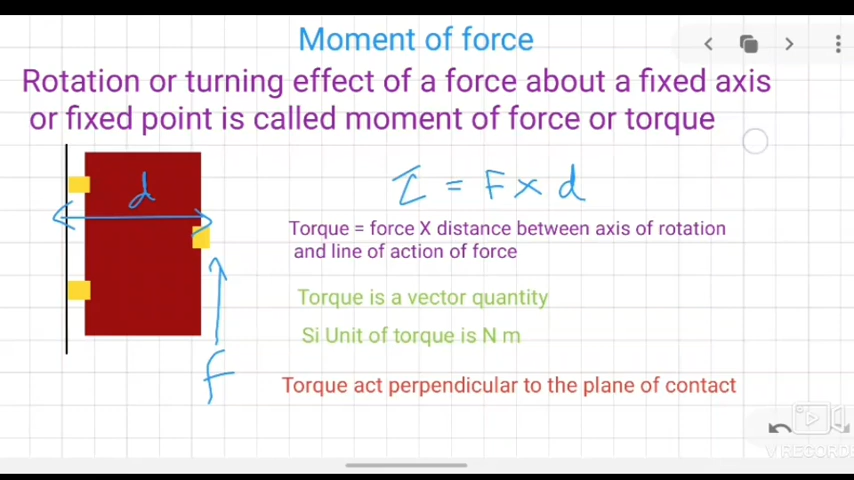 Moment of force
Rotation or turning effect of a force about a fixed axis
or fixed point is called moment of force or torque
d
τ = F x d
Torque = force X distance between axis of rotation
and line of action of force
Torque is a vector quantity
Si Unit of torque is N m
F
Torque act perpendicular to the plane of contact
V RECORD